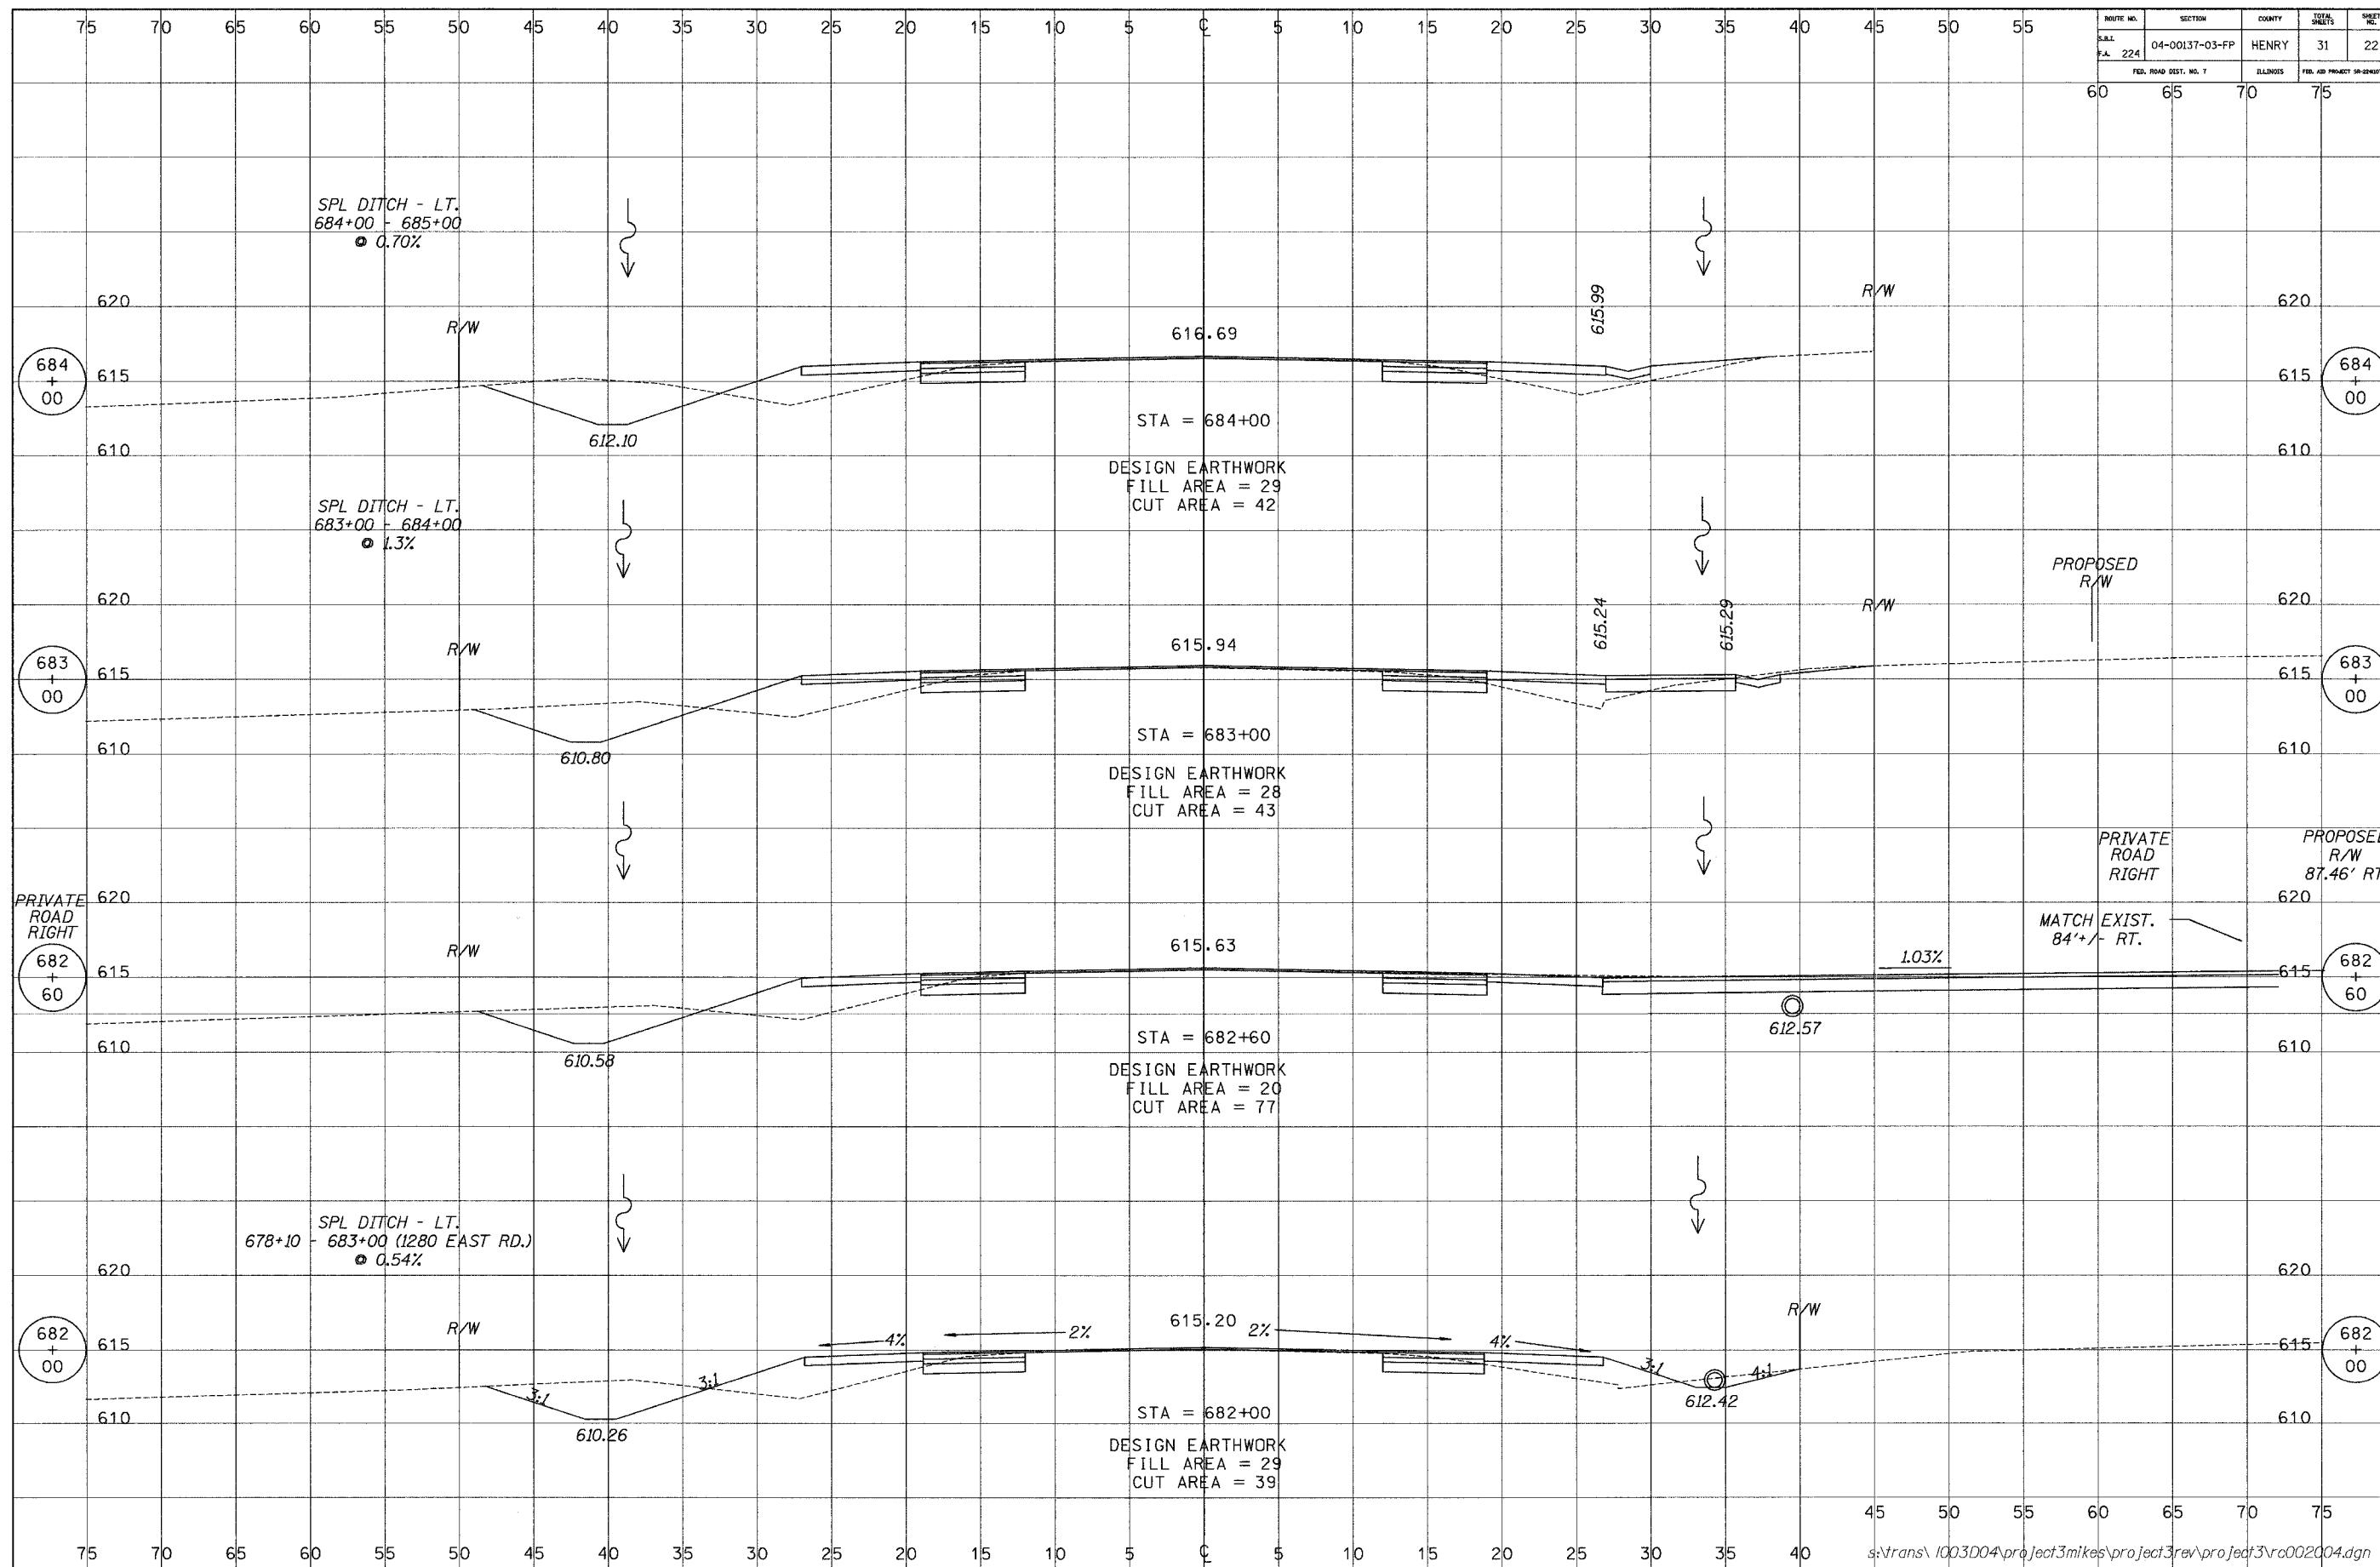 75 70 65 60 55 50 45 40 35 30 25 20 15 10 5 ℄ 5 10 15 20 25 30 35 40 45 50 55
ROUTE NO. SECTION COUNTY TOTAL SHEETS SHEET NO.
S.B.I.
F.A. 224 04-00137-03-FP HENRY 31 22
FED. ROAD DIST. NO. 7 ILLINOIS FED. AID PROJECT
60 65 70 75
SPL DITCH - LT.
684+00 - 685+00
@ 0.70%
620 R/W 615.99 R/W 620
616.69
684
+
00
615 615
684
+
00
612.10
STA = 684+00
610 610
DESIGN EARTHWORK
FILL AREA = 29
CUT AREA = 42
SPL DITCH - LT.
683+00 - 684+00
@ 1.3%
PROPOSED
R/W
620 R/W 615.24 615.29 R/W 620
615.94
683
+
00
615 615
683
+
00
610.80
STA = 683+00
610 610
DESIGN EARTHWORK
FILL AREA = 28
CUT AREA = 43
PRIVATE
ROAD
RIGHT
PROPOSED
R/W
87.46' RT
PRIVATE
ROAD
RIGHT
620 620
R/W
615.63
MATCH EXIST.
84'+/- RT.
1.03%
682
+
60
615 615
682
+
60
612.57
STA = 682+60
610 610
610.58
DESIGN EARTHWORK
FILL AREA = 20
CUT AREA = 77
SPL DITCH - LT.
678+10 - 683+00 (1280 EAST RD.)
@ 0.54%
620 620
R/W 615.20 R/W
4% 2% 2% 4%
682
+
00
615 615
682
+
00
3:1 3:1 3:1 4:1
612.42
STA = 682+00
610 610
610.26
DESIGN EARTHWORK
FILL AREA = 29
CUT AREA = 39
45 50 55 60 65 70 75
75 70 65 60 55 50 45 40 35 30 25 20 15 10 5 ℄ 5 10 15 20 25 30 35 40
s:\trans\1003D004\project3mikes\project3rev\project3\rc002004.dgn